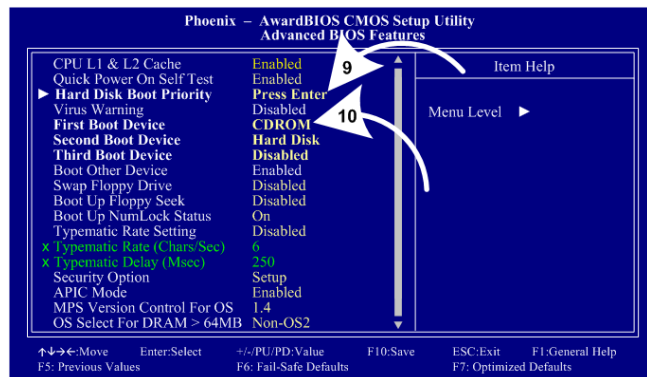 Phoenix – AwardBIOS CMOS Setup Utility
Advanced BIOS Features
CPU L1 & L2 Cache Enabled
Quick Power On Self Test Enabled
▶ Hard Disk Boot Priority Press Enter
Virus Warning Disabled
First Boot Device CDROM
Second Boot Device Hard Disk
Third Boot Device Disabled
Boot Other Device Enabled
Swap Floppy Drive Disabled
Boot Up Floppy Seek Disabled
Boot Up NumLock Status On
Typematic Rate Setting Disabled
x Typematic Rate (Chars/Sec) 6
x Typematic Delay (Msec) 250
Security Option Setup
APIC Mode Enabled
MPS Version Control For OS 1.4
OS Select For DRAM > 64MB Non-OS2
9
10
Item Help
Menu Level ▶
↑↓→←:Move Enter:Select +/-/PU/PD:Value F10:Save ESC:Exit F1:General Help
F5: Previous Values F6: Fail-Safe Defaults F7: Optimized Defaults